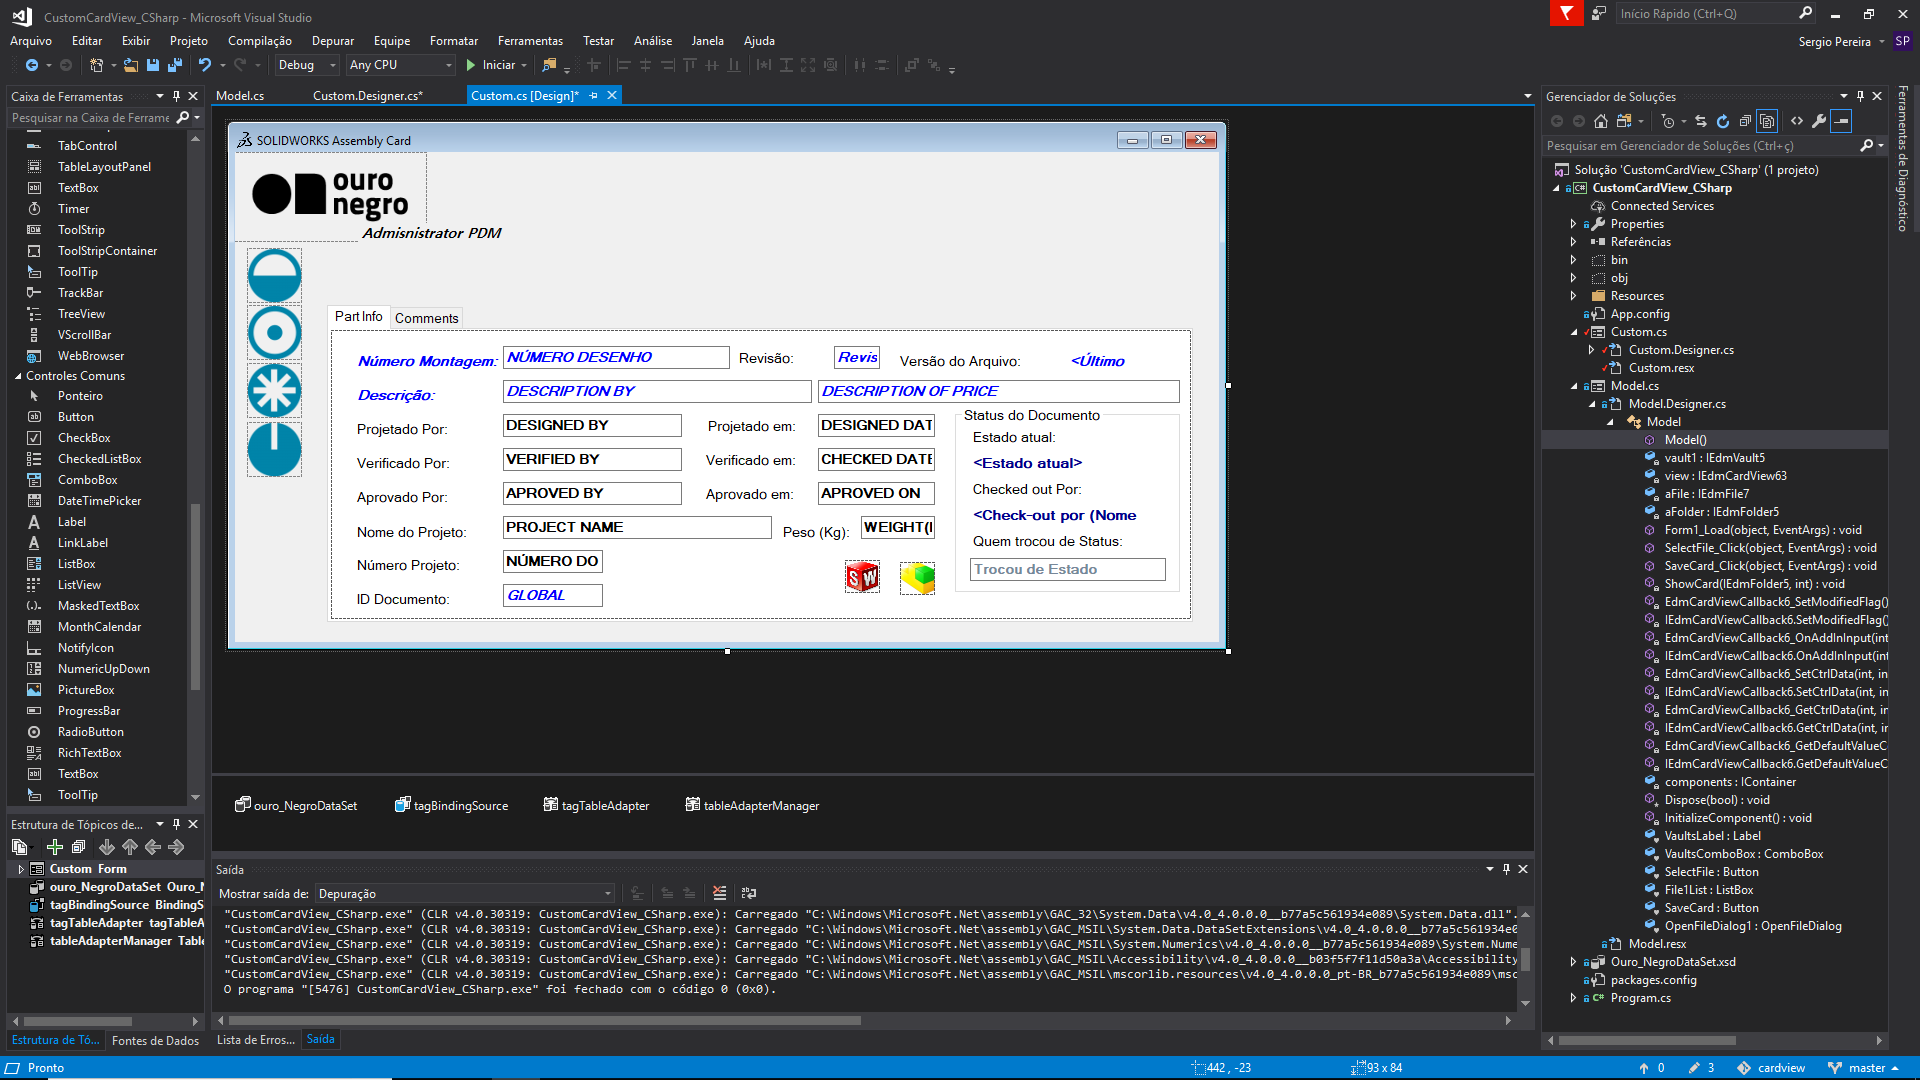 CustomCardView_CSharp - Microsoft Visual Studio
Início Rápido (Ctrl+Q)
Arquivo Editar Exibir Projeto Compilação Depurar Equipe Formatar Ferramentas Testar Análise Janela Ajuda
Sergio Pereira SP
Debug Any CPU Iniciar
Caixa de Ferramentas
Pesquisar na Caixa de Ferrame
TabControl
TableLayoutPanel
TextBox
Timer
ToolStrip
ToolStripContainer
ToolTip
TrackBar
TreeView
VScrollBar
WebBrowser
Controles Comuns
Ponteiro
Button
CheckBox
CheckedListBox
ComboBox
DateTimePicker
Label
LinkLabel
ListBox
ListView
MaskedTextBox
MonthCalendar
NotifyIcon
NumericUpDown
PictureBox
ProgressBar
RadioButton
RichTextBox
TextBox
ToolTip
Estrutura de Tópicos de...
Custom Form
ouro_NegroDataSet Ouro_N
tagBindingSource BindingS
tagTableAdapter tagTableA
tableAdapterManager Table
Estrutura de Tó... Fontes de Dados
Model.cs Custom.Designer.cs* Custom.cs [Design]*
SOLIDWORKS Assembly Card
ouro
negro
Admisnistrator PDM
Part Info Comments
Número Montagem: NÚMERO DESENHO Revisão: Revis Versão do Arquivo: <Último
Descrição: DESCRIPTION BY DESCRIPTION OF PRICE
Projetado Por: DESIGNED BY Projetado em: DESIGNED DAT
Verificado Por: VERIFIED BY Verificado em: CHECKED DATE
Aprovado Por: APROVED BY Aprovado em: APROVED ON
Nome do Projeto: PROJECT NAME Peso (Kg): WEIGHT(I
Número Projeto: NÚMERO DO
ID Documento: GLOBAL
Status do Documento
Estado atual:
<Estado atual>
Checked out Por:
<Check-out por (Nome
Quem trocou de Status:
Trocou de Estado
ouro_NegroDataSet tagBindingSource tagTableAdapter tableAdapterManager
Saída
Mostrar saída de: Depuração
"CustomCardView_CSharp.exe" (CLR v4.0.30319: CustomCardView_CSharp.exe): Carregado "C:\Windows\Microsoft.Net\assembly\GAC_32\System.Data\v4.0_4.0.0.0__b77a5c561934e089\System.Data.dll".
"CustomCardView_CSharp.exe" (CLR v4.0.30319: CustomCardView_CSharp.exe): Carregado "C:\Windows\Microsoft.Net\assembly\GAC_MSIL\System.Data.DataSetExtensions\v4.0_4.0.0.0__b77a5c561934e0
"CustomCardView_CSharp.exe" (CLR v4.0.30319: CustomCardView_CSharp.exe): Carregado "C:\Windows\Microsoft.Net\assembly\GAC_MSIL\System.Numerics\v4.0_4.0.0.0__b77a5c561934e089\System.Nume
"CustomCardView_CSharp.exe" (CLR v4.0.30319: CustomCardView_CSharp.exe): Carregado "C:\Windows\Microsoft.Net\assembly\GAC_MSIL\Accessibility\v4.0_4.0.0.0__b03f5f7f11d50a3a\Accessibility
"CustomCardView_CSharp.exe" (CLR v4.0.30319: CustomCardView_CSharp.exe): Carregado "C:\Windows\Microsoft.Net\assembly\GAC_MSIL\mscorlib.resources\v4.0_4.0.0.0_pt-BR_b77a5c561934e089\msc
O programa "[5476] CustomCardView_CSharp.exe" foi fechado com o código 0 (0x0).
Lista de Erros... Saída
Gerenciador de Soluções
Pesquisar em Gerenciador de Soluções (Ctrl+ç)
Solução 'CustomCardView_CSharp' (1 projeto)
CustomCardView_CSharp
Connected Services
Properties
Referências
bin
obj
Resources
App.config
Custom.cs
Custom.Designer.cs
Custom.resx
Model.cs
Model.Designer.cs
Model
Model()
vault1 : IEdmVault5
view : IEdmCardView63
aFile : IEdmFile7
aFolder : IEdmFolder5
Form1_Load(object, EventArgs) : void
SelectFile_Click(object, EventArgs) : void
SaveCard_Click(object, EventArgs) : void
ShowCard(IEdmFolder5, int) : void
EdmCardViewCallback6_SetModifiedFlag()
IEdmCardViewCallback6.SetModifiedFlag()
EdmCardViewCallback6_OnAddInInput(int
IEdmCardViewCallback6.OnAddInInput(int
EdmCardViewCallback6_SetCtrlData(int, in
IEdmCardViewCallback6.SetCtrlData(int, in
EdmCardViewCallback6_GetCtrlData(int, ir
IEdmCardViewCallback6.GetCtrlData(int, ir
EdmCardViewCallback6_GetDefaultValueC
IEdmCardViewCallback6.GetDefaultValueC
components : IContainer
Dispose(bool) : void
InitializeComponent() : void
VaultsLabel : Label
VaultsComboBox : ComboBox
SelectFile : Button
File1List : ListBox
SaveCard : Button
OpenFileDialog1 : OpenFileDialog
Model.resx
Ouro_NegroDataSet.xsd
packages.config
Program.cs
Ferramentas de Diagnóstico
Pronto 442 , -23 93 x 84 0 3 cardview master